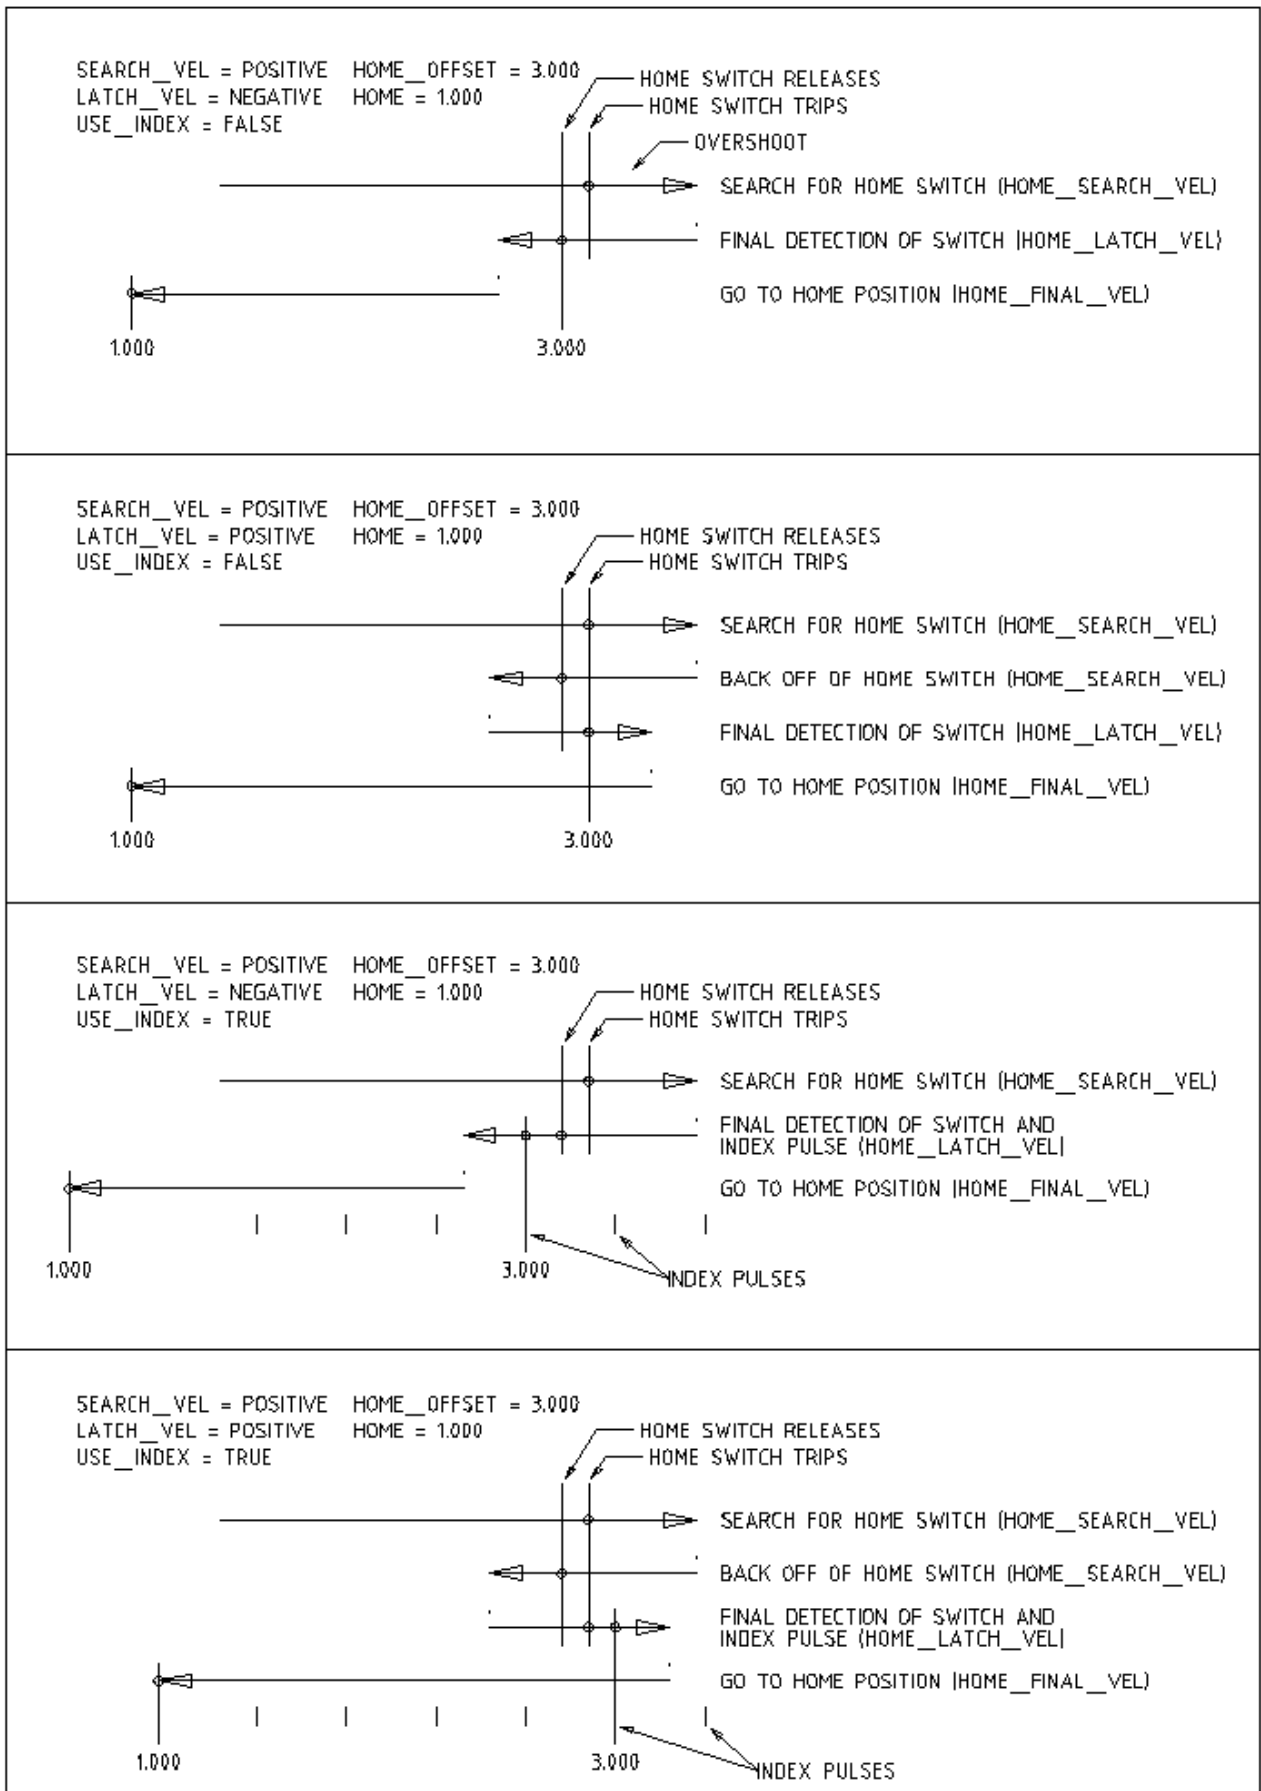 SEARCH_VEL = POSITIVE HOME_OFFSET = 3.000
LATCH_VEL = NEGATIVE HOME = 1.000
USE_INDEX = FALSE
HOME SWITCH RELEASES
HOME SWITCH TRIPS
OVERSHOOT
SEARCH FOR HOME SWITCH (HOME_SEARCH_VEL)
FINAL DETECTION OF SWITCH (HOME_LATCH_VEL)
GO TO HOME POSITION (HOME_FINAL_VEL)
1.000 3.000
SEARCH_VEL = POSITIVE HOME_OFFSET = 3.000
LATCH_VEL = POSITIVE HOME = 1.000
USE_INDEX = FALSE
HOME SWITCH RELEASES
HOME SWITCH TRIPS
SEARCH FOR HOME SWITCH (HOME_SEARCH_VEL)
BACK OFF OF HOME SWITCH (HOME_SEARCH_VEL)
FINAL DETECTION OF SWITCH (HOME_LATCH_VEL)
GO TO HOME POSITION (HOME_FINAL_VEL)
1.000 3.000
SEARCH_VEL = POSITIVE HOME_OFFSET = 3.000
LATCH_VEL = NEGATIVE HOME = 1.000
USE_INDEX = TRUE
HOME SWITCH RELEASES
HOME SWITCH TRIPS
SEARCH FOR HOME SWITCH (HOME_SEARCH_VEL)
FINAL DETECTION OF SWITCH AND
INDEX PULSE (HOME_LATCH_VEL)
GO TO HOME POSITION (HOME_FINAL_VEL)
1.000 3.000
INDEX PULSES
SEARCH_VEL = POSITIVE HOME_OFFSET = 3.000
LATCH_VEL = POSITIVE HOME = 1.000
USE_INDEX = TRUE
HOME SWITCH RELEASES
HOME SWITCH TRIPS
SEARCH FOR HOME SWITCH (HOME_SEARCH_VEL)
BACK OFF OF HOME SWITCH (HOME_SEARCH_VEL)
FINAL DETECTION OF SWITCH AND
INDEX PULSE (HOME_LATCH_VEL)
GO TO HOME POSITION (HOME_FINAL_VEL)
1.000 3.000
INDEX PULSES